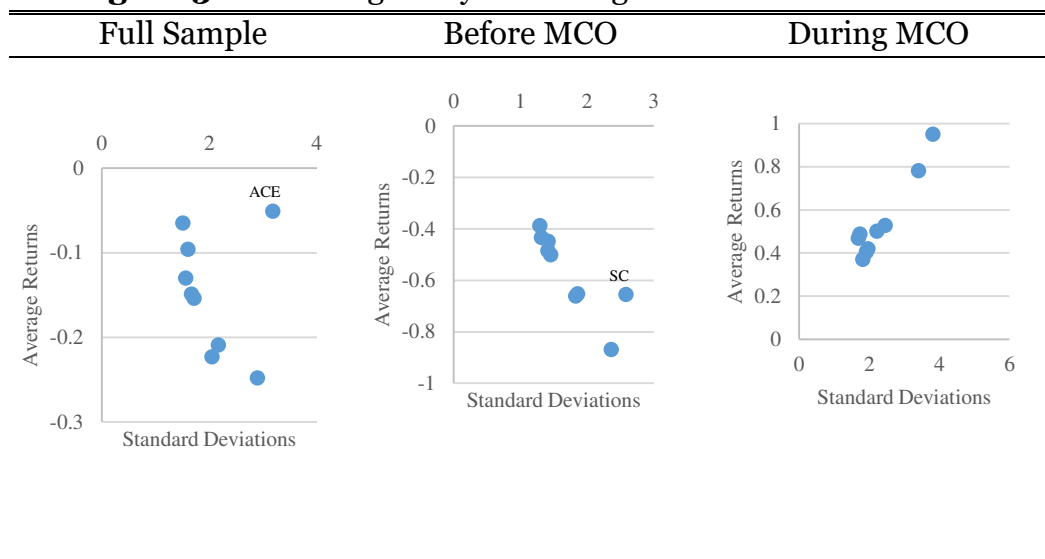 Full Sample Before MCO During MCO
0 2 4
0
-0.1
-0.2
-0.3
ACE
Average Returns
Standard Deviations
0 1 2 3
0
-0.2
-0.4
-0.6
-0.8
-1
SC
Average Returns
Standard Deviations
1
0.8
0.6
0.4
0.2
0
0 2 4 6
Average Returns
Standard Deviations